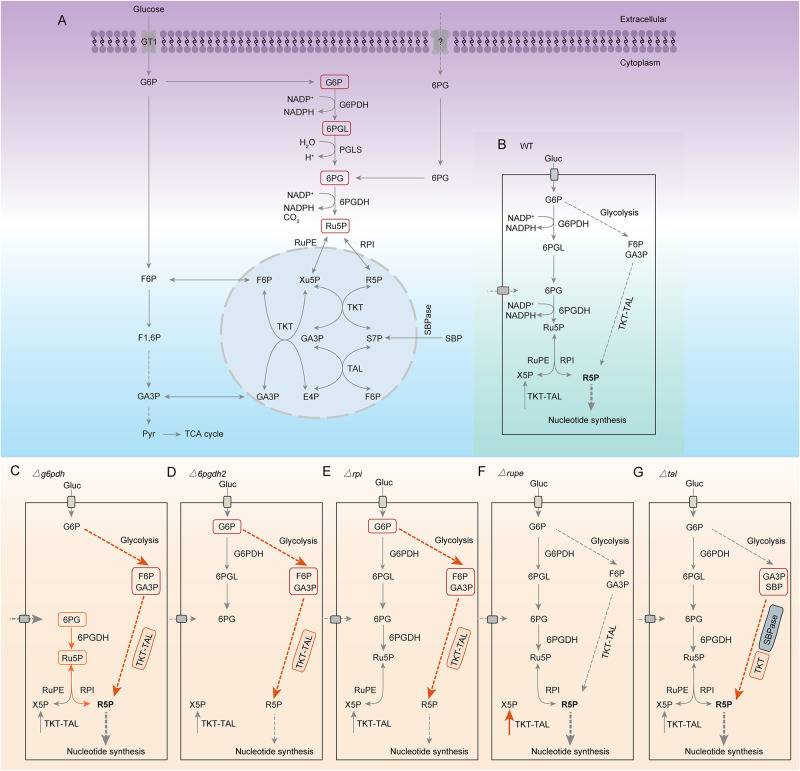 A
Glucose
Extracellular
GT1
?
Cytoplasm
G6P
G6P
6PG
NADP⁺
NADPH
G6PDH
6PGL
H₂O
H⁺
PGLS
6PG
6PG
NADP⁺
NADPH
CO₂
6PGDH
Ru5P
RuPE
RPI
F6P
F6P
Xu5P
R5P
TKT
TKT
F1,6P
GA3P
S7P
SBPase
SBP
TAL
GA3P
GA3P
E4P
F6P
Pyr
TCA cycle
B
WT
Gluc
G6P
Glycolysis
NADP⁺
NADPH
G6PDH
6PGL
F6P
GA3P
6PG
NADP⁺
NADPH
6PGDH
Ru5P
TKT-TAL
RuPE
RPI
X5P
R5P
TKT-TAL
Nucleotide synthesis
C
△g6pdh
Gluc
G6P
Glycolysis
F6P
GA3P
6PG
6PGDH
Ru5P
TKT-TAL
RuPE
RPI
X5P
R5P
TKT-TAL
Nucleotide synthesis
D
△6pgdh2
Gluc
G6P
Glycolysis
G6PDH
6PGL
F6P
GA3P
6PG
TKT-TAL
X5P
R5P
TKT-TAL
Nucleotide synthesis
E
△rpi
Gluc
G6P
Glycolysis
G6PDH
6PGL
F6P
GA3P
6PG
6PGDH
Ru5P
TKT-TAL
RuPE
X5P
R5P
TKT-TAL
Nucleotide synthesis
F
△rupe
Gluc
G6P
Glycolysis
G6PDH
6PGL
F6P
GA3P
6PG
6PGDH
Ru5P
TKT-TAL
RPI
X5P
R5P
TKT-TAL
Nucleotide synthesis
G
△tal
Gluc
G6P
Glycolysis
G6PDH
6PGL
GA3P
SBP
6PG
6PGDH
SBPase
Ru5P
TKT
RuPE
RPI
X5P
R5P
TKT-TAL
Nucleotide synthesis